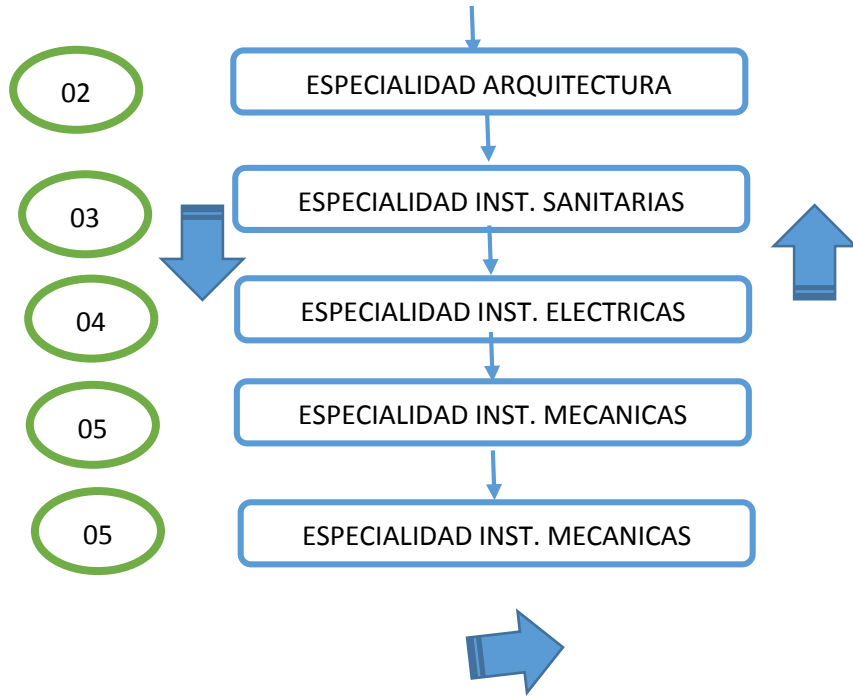 02
ESPECIALIDAD ARQUITECTURA
03
ESPECIALIDAD INST. SANITARIAS
04
ESPECIALIDAD INST. ELECTRICAS
05
ESPECIALIDAD INST. MECANICAS
05
ESPECIALIDAD INST. MECANICAS